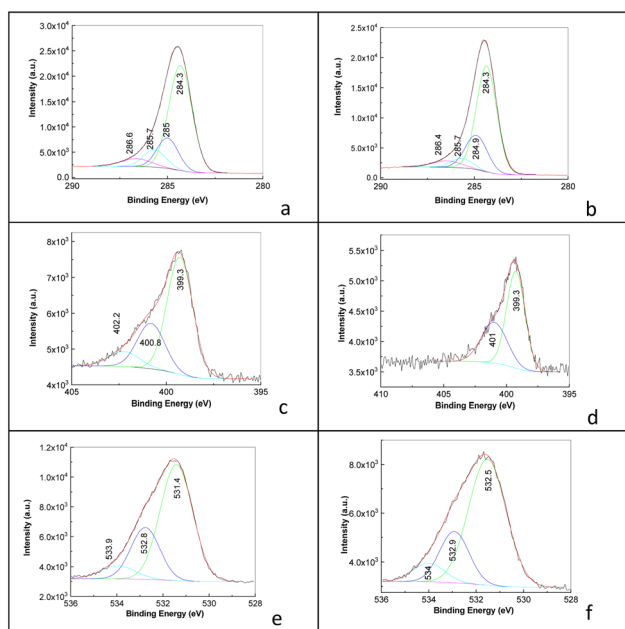 3.0x10⁴
2.5x10⁴
2.0x10⁴
1.5x10⁴
1.0x10⁴
5.0x10³
0.0
Intensity (a.u.)
286.6
285.7
285
284.3
290
285
280
Binding Energy (eV)
a
2.5x10⁴
2.0x10⁴
1.5x10⁴
1.0x10⁴
5.0x10³
0.0
Intensity (a.u.)
286.4
285.7
284.9
284.3
290
285
280
Binding Energy (eV)
b
8x10³
7x10³
6x10³
5x10³
4x10³
Intensity (a.u.)
402.2
400.8
399.3
405
400
395
Binding Energy (eV)
c
5.5x10³
5.0x10³
4.5x10³
4.0x10³
3.5x10³
Intensity (a.u.)
401
399.3
410
405
400
395
Binding Energy (eV)
d
1.2x10⁴
1.0x10⁴
8.0x10³
6.0x10³
4.0x10³
2.0x10³
Intensity (a.u.)
533.9
532.8
531.4
536
534
532
530
528
Binding Energy (eV)
e
8.0x10³
6.0x10³
4.0x10³
Intensity (a.u.)
534
532.9
532.5
536
534
532
530
528
Binding Energy (eV)
f